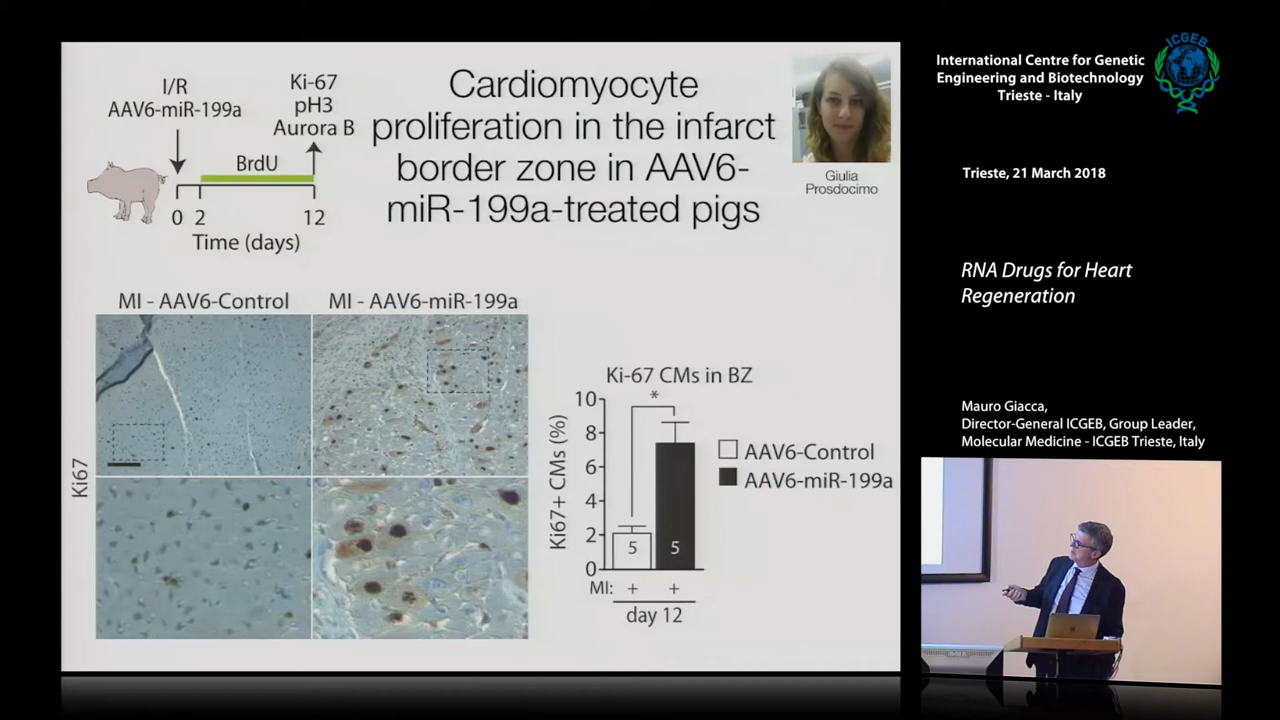 I/R
AAV6-miR-199a
Ki-67
pH3
Aurora B
BrdU
0 2 12
Time (days)
Cardiomyocyte
proliferation in the infarct
border zone in AAV6-
miR-199a-treated pigs
Giulia
Prosdocimo
MI - AAV6-Control
MI - AAV6-miR-199a
Ki67
Ki-67 CMs in BZ
*
Ki67+ CMs (%)
10
8
6
4
2
0
5 5
MI: + +
day 12
AAV6-Control
AAV6-miR-199a
ICGEB
International Centre for Genetic
Engineering and Biotechnology
Trieste - Italy
Trieste, 21 March 2018
RNA Drugs for Heart
Regeneration
Mauro Giacca,
Director-General ICGEB, Group Leader,
Molecular Medicine - ICGEB Trieste, Italy